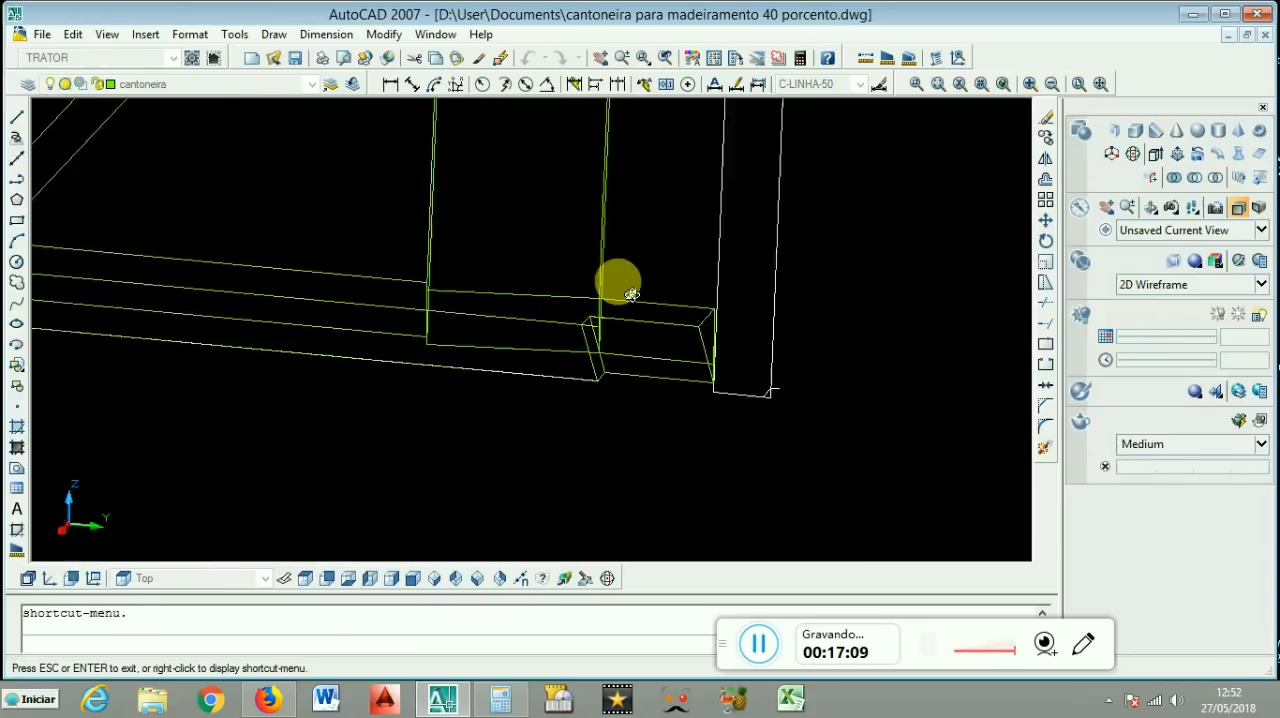 AutoCAD 2007 - [D:\User\Documents\cantoneira para madeiramento 40 porcento.dwg]
File Edit View Insert Format Tools Draw Dimension Modify Window Help
TRATOR
cantoneira
C-LINHA-50
Unsaved Current View
2D Wireframe
Medium
Z
Y
Top
shortcut-menu.
Gravando...
00:17:09
Press ESC or ENTER to exit, or right-click to display shortcut-menu.
Iniciar
12:52
27/05/2018